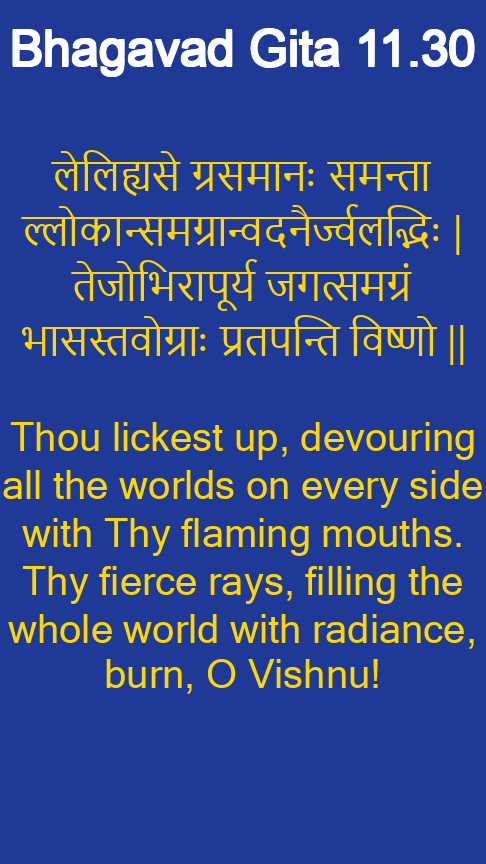 Bhagavad Gita 11.30
लेलिह्यसे ग्रसमानः समन्ता
ल्लोकान्समग्रान्वदनैर्ज्वलद्भिः |
तेजोभिरापूर्य जगत्समग्रं
भासस्तवोग्राः प्रतपन्ति विष्णो ||
Thou lickest up, devouring
all the worlds on every side
with Thy flaming mouths.
Thy fierce rays, filling the
whole world with radiance,
burn, O Vishnu!